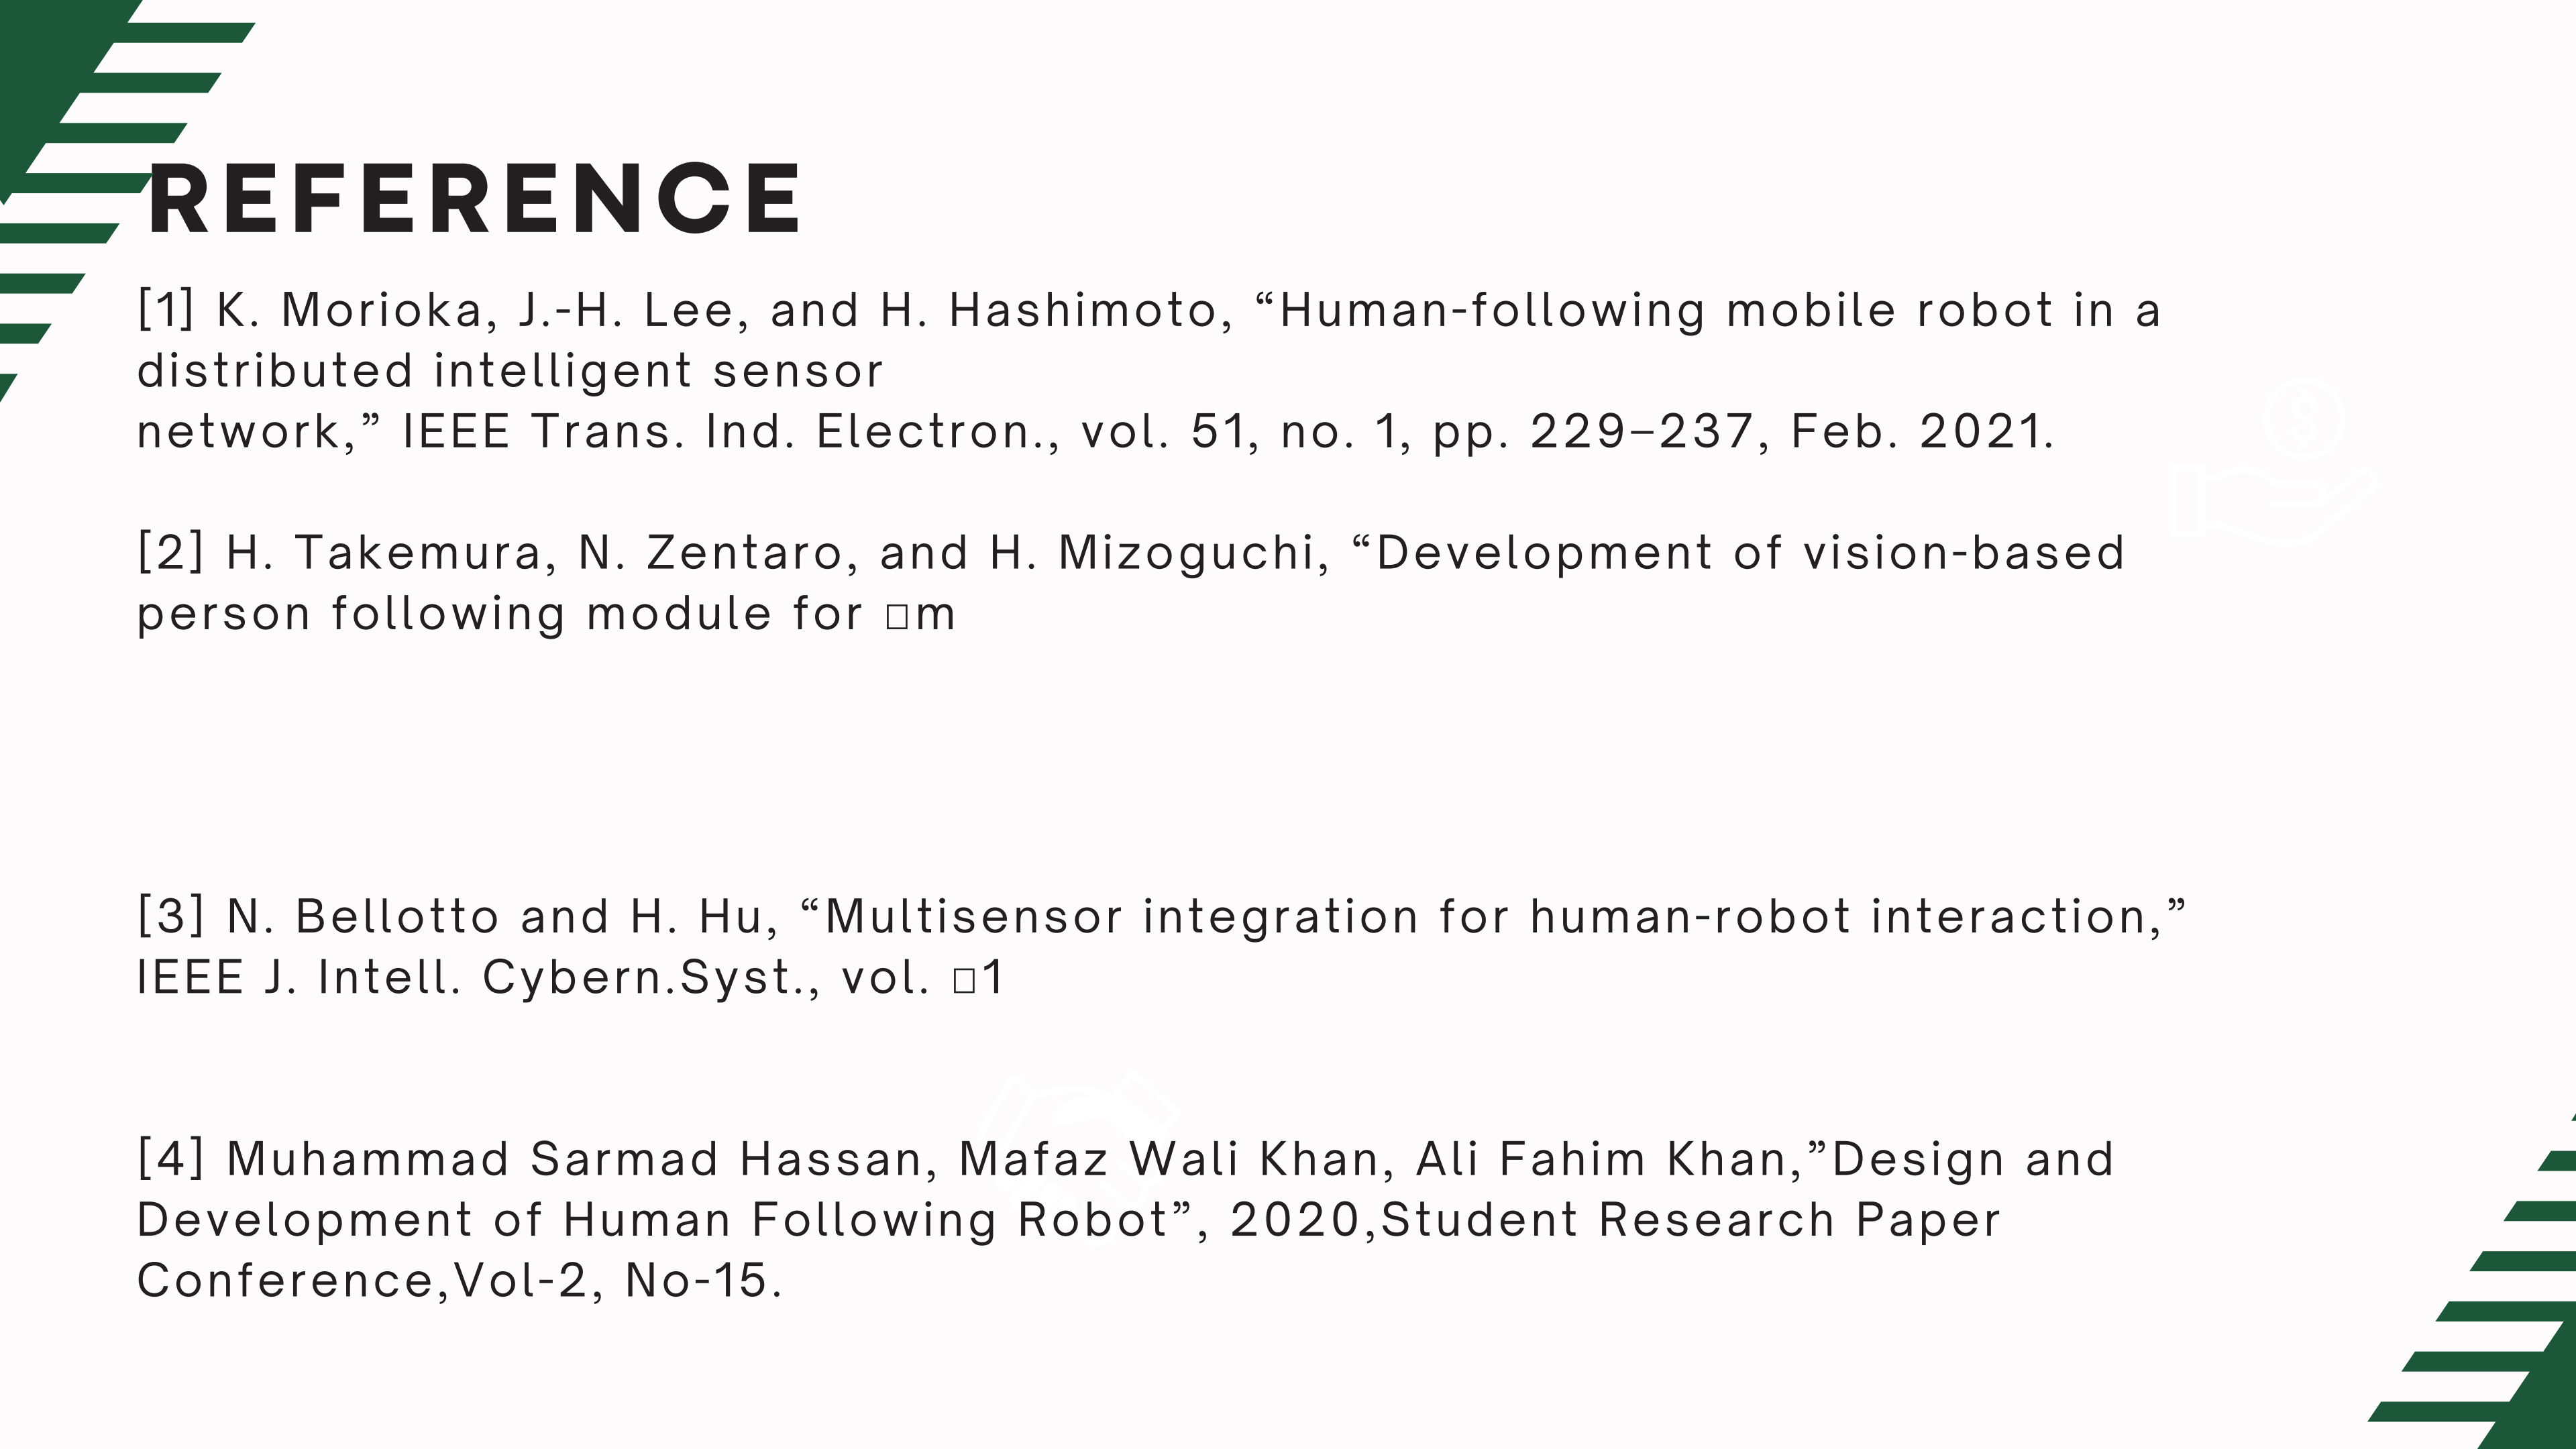 REFERENCE
[1] K. Morioka, J.-H. Lee, and H. Hashimoto, “Human-following mobile robot in a
distributed intelligent sensor
network,” IEEE Trans. Ind. Electron., vol. 51, no. 1, pp. 229–237, Feb. 2021.
[2] H. Takemura, N. Zentaro, and H. Mizoguchi, “Development of vision-based
person following module for □m
[3] N. Bellotto and H. Hu, “Multisensor integration for human-robot interaction,”
IEEE J. Intell. Cybern.Syst., vol. □1
[4] Muhammad Sarmad Hassan, Mafaz Wali Khan, Ali Fahim Khan,”Design and
Development of Human Following Robot”, 2020,Student Research Paper
Conference,Vol-2, No-15.